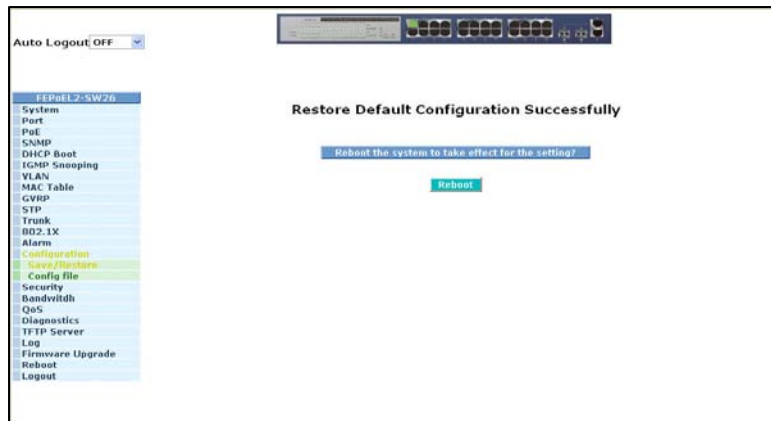 Auto Logout OFF
FEPoEL2-SW26
System
Port
PoE
SNMP
DHCP Boot
IGMP Snooping
VLAN
MAC Table
GVRP
STP
Trunk
802.1X
Alarm
Configuration
Save/Restore
Config file
Security
Bandwitdh
QoS
Diagnostics
TFTP Server
Log
Firmware Upgrade
Reboot
Logout
Restore Default Configuration Successfully
Reboot the system to take effect for the setting?
Reboot